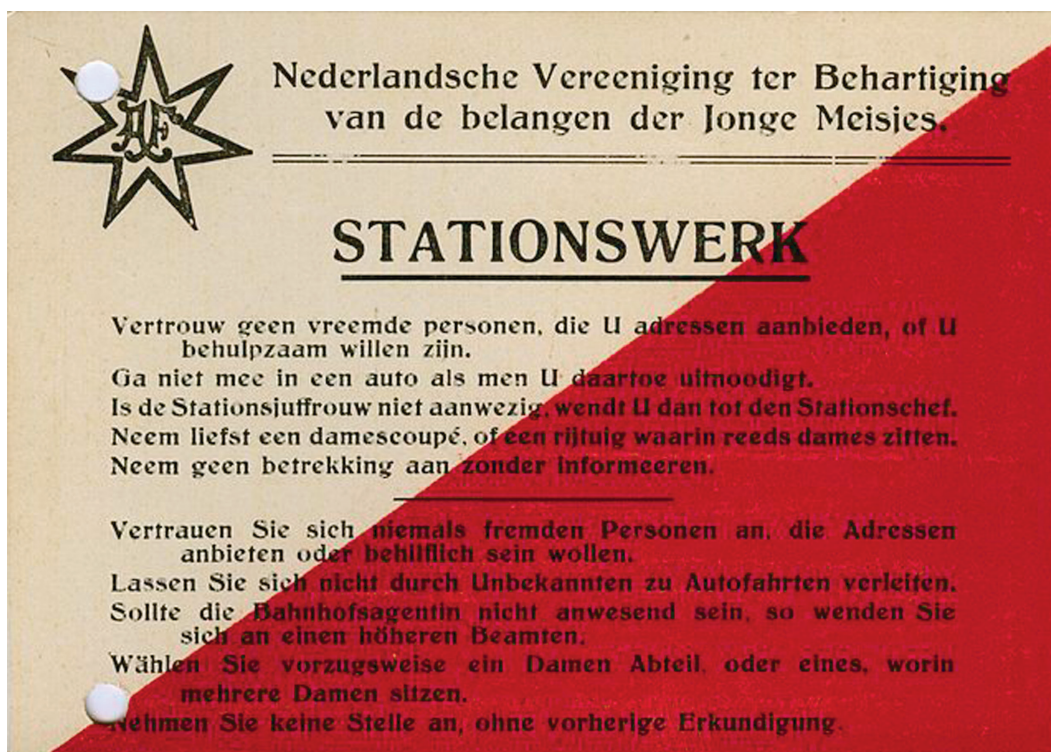 AJF
Nederlandsche Vereeniging ter Behartiging
van de belangen der Jonge Meisjes.
STATIONSWERK
Vertrouw geen vreemde personen, die U adressen aanbieden, of U
behulpzaam willen zijn.
Ga niet mee in een auto als men U daartoe uitnoodigt.
Is de Stationsjuffrouw niet aanwezig, wendt U dan tot den Stationschef.
Neem liefst een damescoupé, of een rijtuig waarin reeds dames zitten.
Neem geen betrekking aan zonder informeeren.
Vertrauen Sie sich niemals fremden Personen an, die Adressen
anbieten oder behilflich sein wollen.
Lassen Sie sich nicht durch Unbekannten zu Autofahrten verleiten.
Sollte die Bahnhofsagentin nicht anwesend sein, so wenden Sie
sich an einen höheren Beamten.
Wählen Sie vorzugsweise ein Damen Abteil, oder eines, worin
mehrere Damen sitzen.
Nehmen Sie keine Stelle an, ohne vorherige Erkundigung.